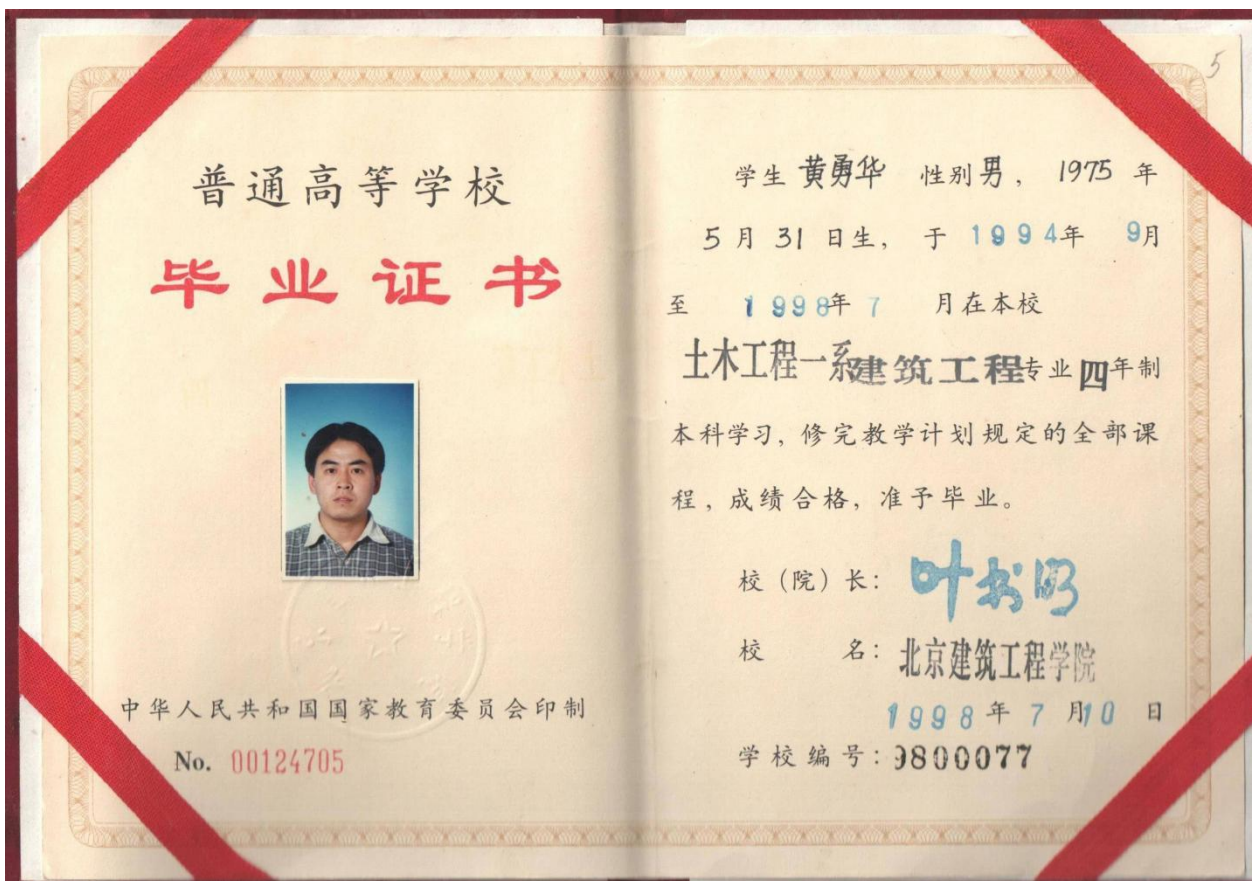 普通高等学校
毕业证书
中华人民共和国国家教育委员会印制
No. 00124705
5
学生 黄勇华 性别 男， 1975 年
5 月 31 日生， 于 1994年 9月
至 1998年 7 月在本校
土木工程一系建筑工程专业四年制
本科学习，修完教学计划规定的全部课
程，成绩合格，准予毕业。
校（院）长： 叶书明
校 名： 北京建筑工程学院
1998 年 7 月10 日
学校编号：9800077